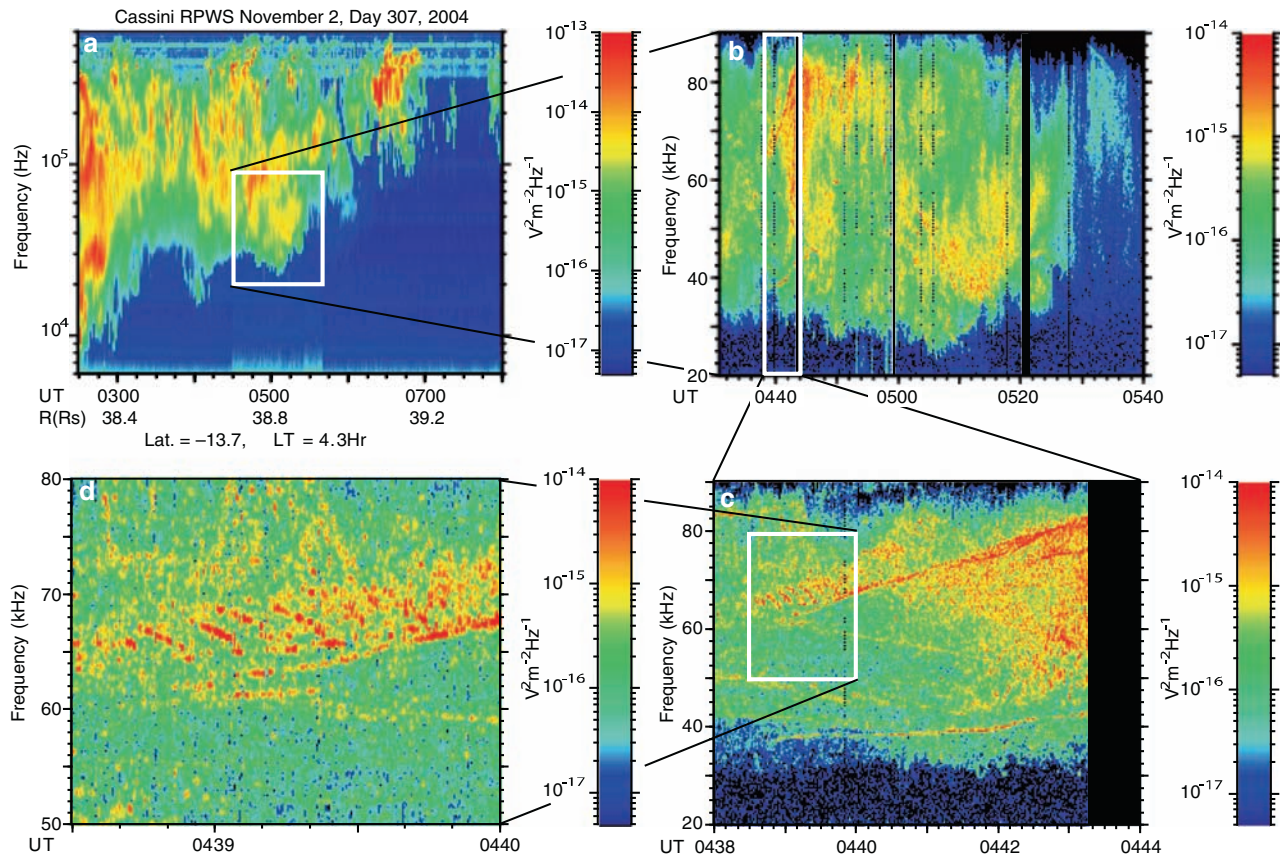 Cassini RPWS November 2, Day 307, 2004
a
Frequency (Hz)
10^5
10^4
UT 0300 0500 0700
R(Rs) 38.4 38.8 39.2
Lat. = –13.7, LT = 4.3Hr
10^-13
10^-14
10^-15
10^-16
10^-17
V^2m^-2Hz^-1
b
Frequency (kHz)
80
60
40
20
UT 0440 0500 0520 0540
10^-14
10^-15
10^-16
10^-17
V^2m^-2Hz^-1
d
Frequency (kHz)
80
70
60
50
UT 0439 0440
10^-14
10^-15
10^-16
10^-17
V^2m^-2Hz^-1
c
Frequency (kHz)
80
60
40
20
UT 0438 0440 0442 0444
10^-14
10^-15
10^-16
10^-17
V^2m^-2Hz^-1